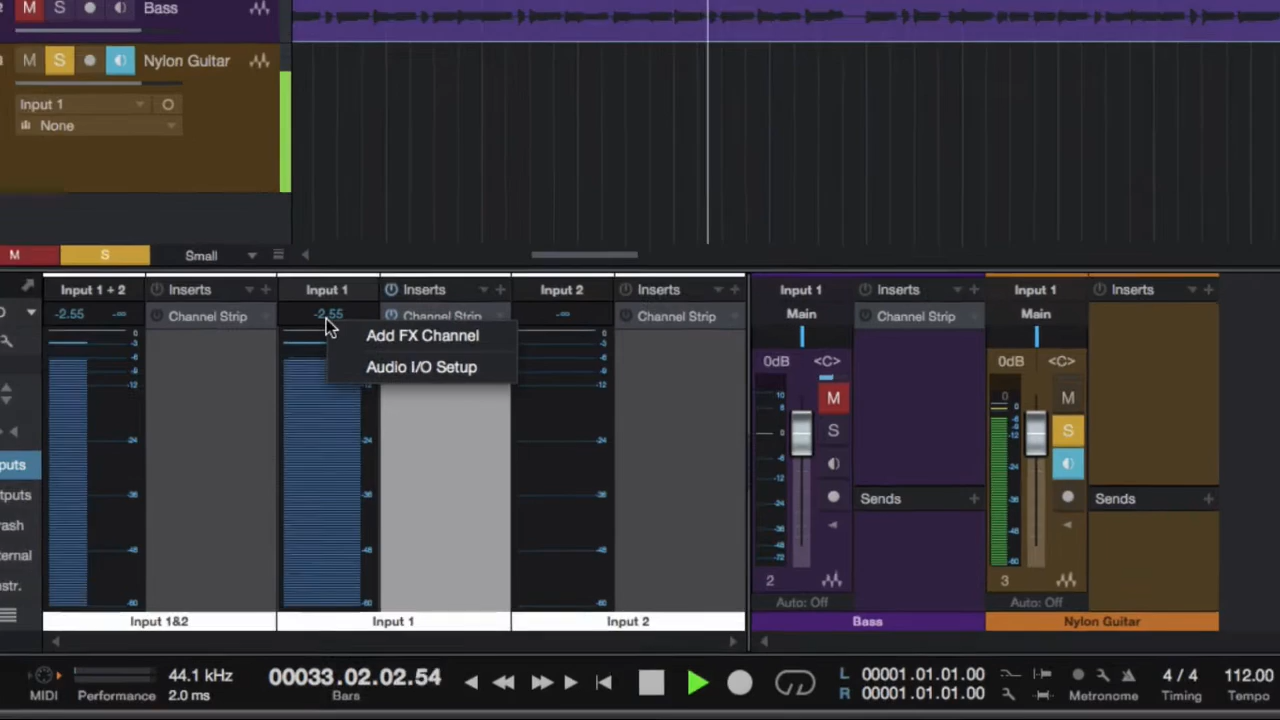 M S Bass
M S Nylon Guitar
Input 1
None
M S Small
Input 1 + 2 Inserts Input 1 Inserts Input 2 Inserts Input 1 Inserts Input 1 Inserts
-2.55 -∞ Channel Strip -2.55 Channel Strip -∞ Channel Strip Main Channel Strip Main
Add FX Channel
Audio I/O Setup
0dB <C> 0dB <C>
M M
S S
puts
tputs
rash
ternal
nstr.
Sends Sends
2 3
Auto: Off Auto: Off
Input 1&2 Input 1 Input 2 Bass Nylon Guitar
MIDI Performance
44.1 kHz
2.0 ms
00033.02.02.54
Bars
L 00001.01.01.00
R 00001.01.01.00
Metronome
4 / 4
Timing
112.00
Tempo